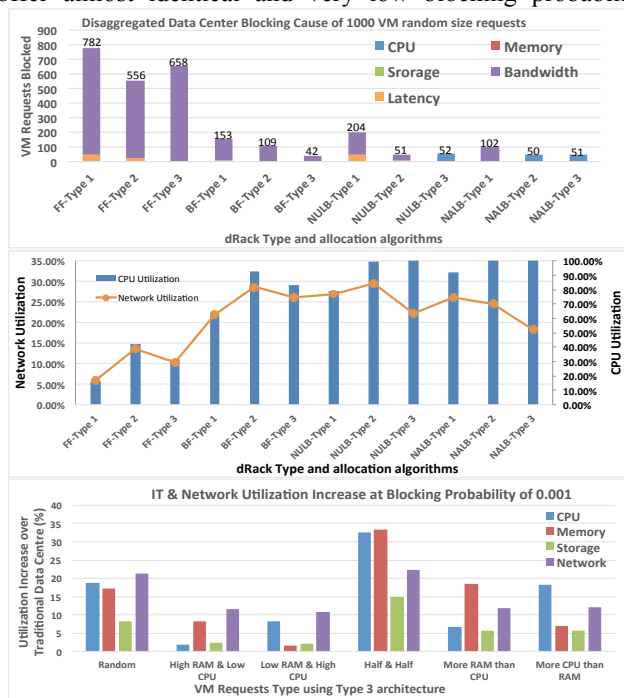 offer almost identical and very low blocking probabil
Disaggregated Data Center Blocking Cause of 1000 VM random size requests
VM Requests Blocked
900
800
700
600
500
400
300
200
100
0
782
556
658
153
109
42
204
51
52
102
50
51
CPU
Memory
Srorage
Bandwidth
Latency
FF-Type 1
FF-Type 2
FF-Type 3
BF-Type 1
BF-Type 2
BF-Type 3
NULB-Type 1
NULB-Type 2
NULB-Type 3
NALB-Type 1
NALB-Type 2
NALB-Type 3
dRack Type and allocation algorithms
Network Utilization
35.00%
30.00%
25.00%
20.00%
15.00%
10.00%
5.00%
0.00%
CPU Utilization
Network Utilization
100.00%
90.00%
80.00%
70.00%
60.00%
50.00%
40.00%
30.00%
20.00%
10.00%
0.00%
CPU Utilization
FF-Type 1
FF-Type 2
FF-Type 3
BF-Type 1
BF-Type 2
BF-Type 3
NULB-Type 1
NULB-Type 2
NULB-Type 3
NALB-Type 1
NALB-Type 2
NALB-Type 3
dRack Type and allocation algorithms
IT & Network Utilization Increase at Blocking Probability of 0.001
Utilization Increase over
Traditional Data Centre (%)
40
35
30
25
20
15
10
5
0
CPU
Memory
Storage
Network
Random
High RAM & Low
CPU
Low RAM & High
CPU
Half & Half
More RAM than
CPU
More CPU than
RAM
VM Requests Type using Type 3 architecture